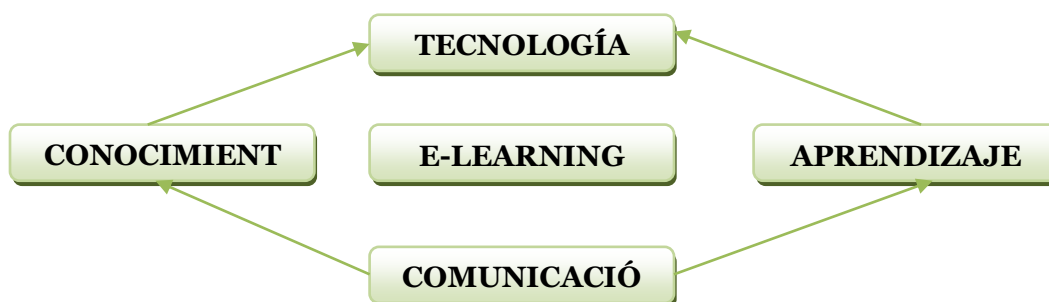 TECNOLOGÍA
CONOCIMIENT
E-LEARNING
APRENDIZAJE
COMUNICACIÓ